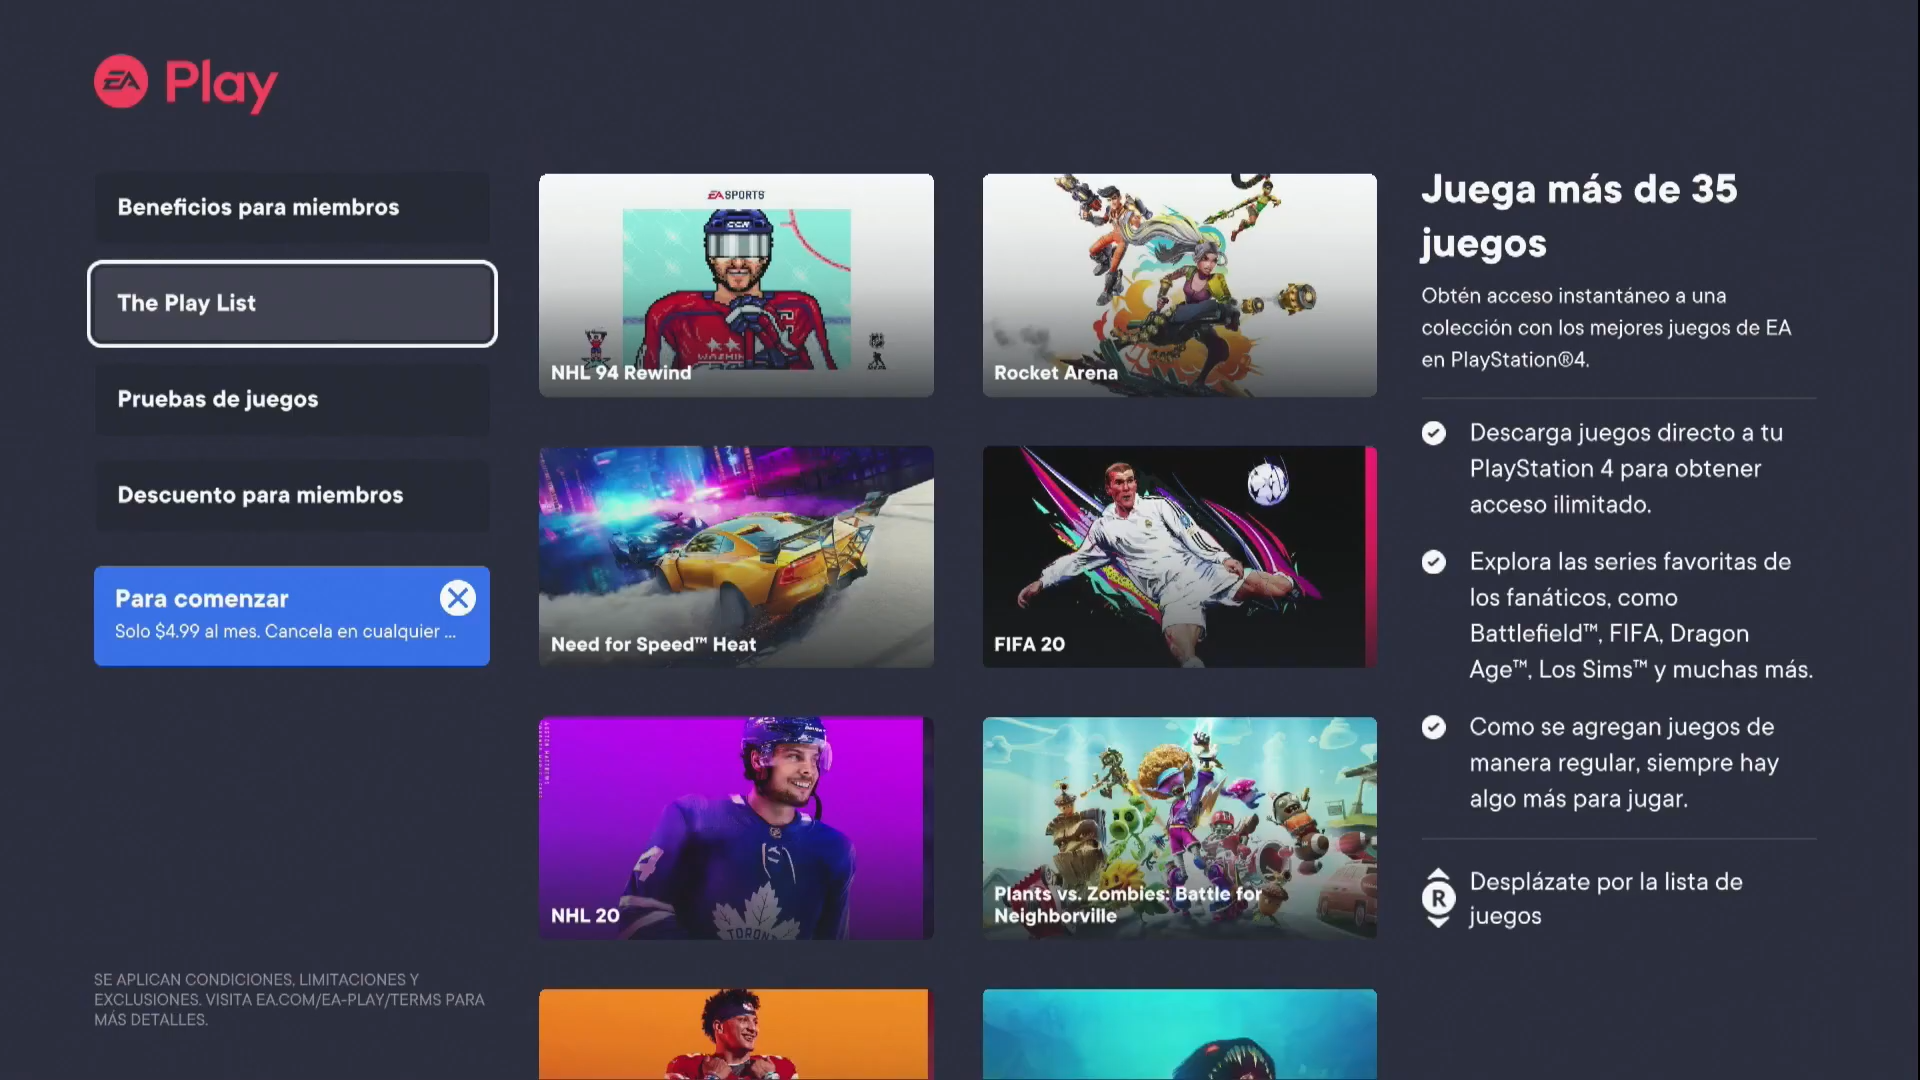 EA Play
Beneficios para miembros
The Play List
Pruebas de juegos
Descuento para miembros
Para comenzar
Solo $4.99 al mes. Cancela en cualquier ...
SE APLICAN CONDICIONES, LIMITACIONES Y
EXCLUSIONES. VISITA EA.COM/EA-PLAY/TERMS PARA
MÁS DETALLES.
EA SPORTS
CCM
NHL 94 Rewind
Rocket Arena
Need for Speed™ Heat
FIFA 20
4
TORONTO
NHL 20
Plants vs. Zombies: Battle for
Neighborville
Juega más de 35
juegos
Obtén acceso instantáneo a una
colección con los mejores juegos de EA
en PlayStation®4.
Descarga juegos directo a tu
PlayStation 4 para obtener
acceso ilimitado.
Explora las series favoritas de
los fanáticos, como
Battlefield™, FIFA, Dragon
Age™, Los Sims™ y muchas más.
Como se agregan juegos de
manera regular, siempre hay
algo más para jugar.
R
Desplázate por la lista de
juegos